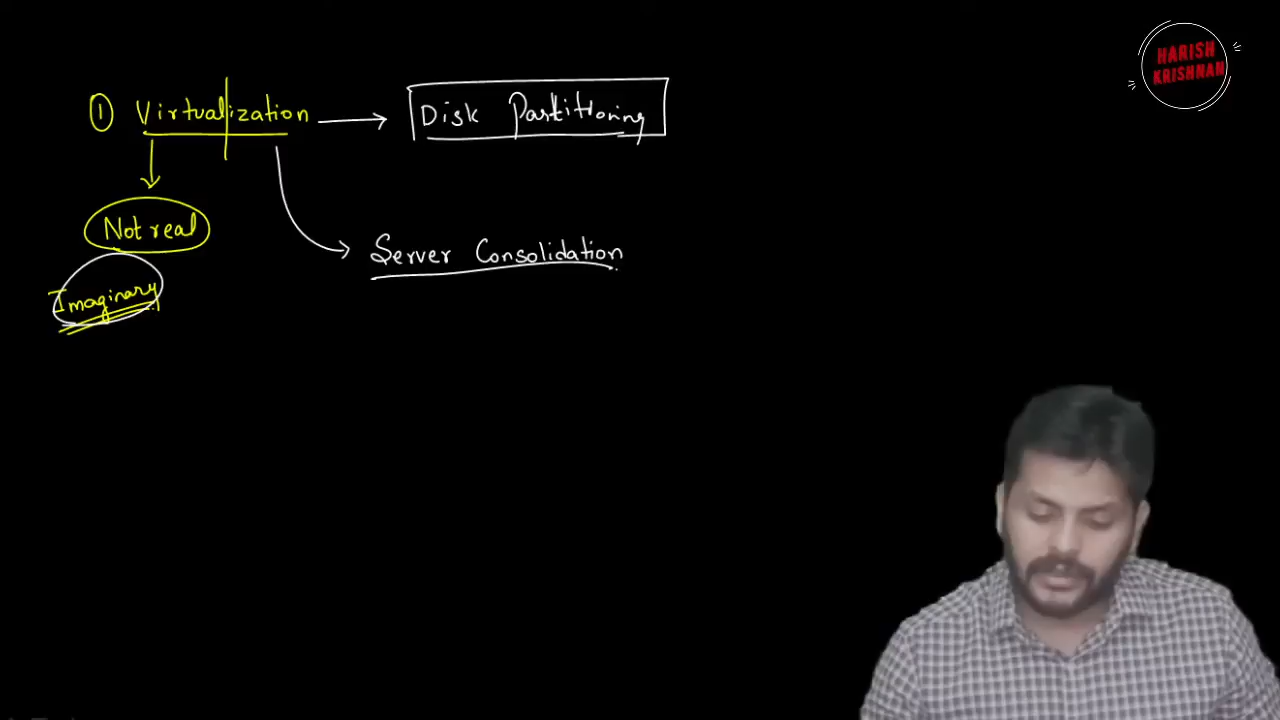 ① Virtualization → Disk Partitioning
Not real
Server Consolidation
Imaginary
HARISH
KRISHNAN